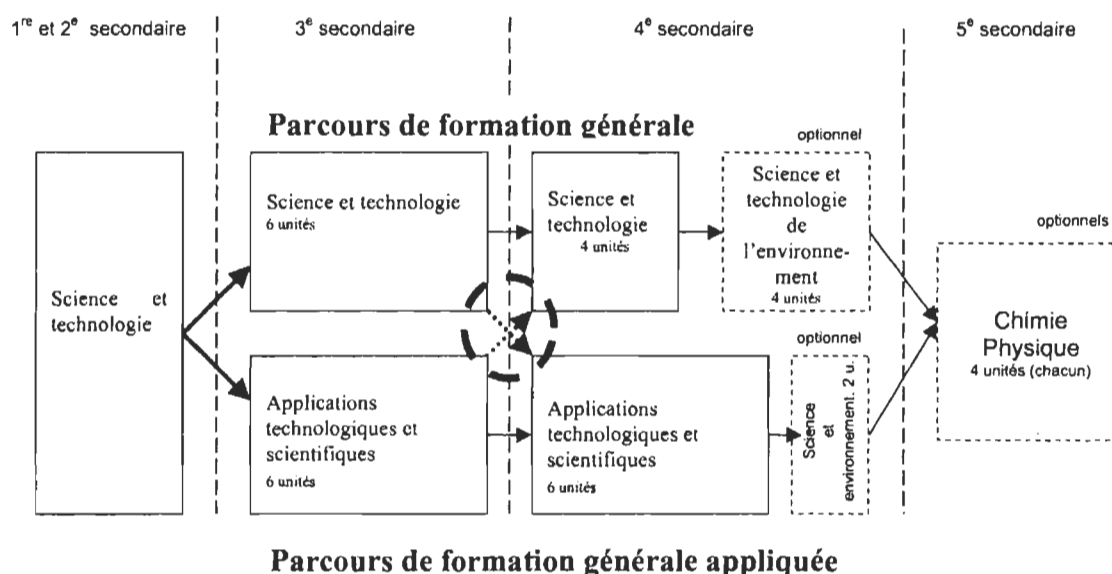 1re et 2e secondaire
3e secondaire
4e secondaire
5e secondaire
Parcours de formation générale
Science et
technologie
Science et technologie
6 unités
Science et
technologie
4 unités
optionnel
Science et
technologie
de
l'environne-
ment
4 unités
optionnels
Chimie
Physique
4 unités (chacun)
Applications
technologiques et
scientifiques
6 unités
Applications
technologiques et
scientifiques
6 unités
optionnel
Science
et
environnement. 2 u.
Parcours de formation générale appliquée